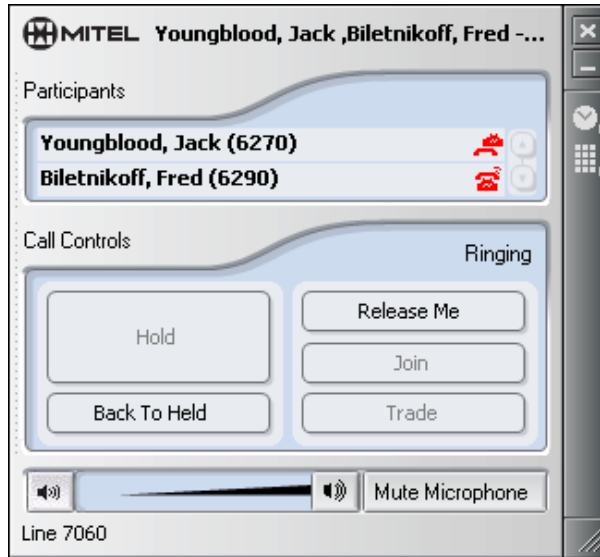 MITEL Youngblood, Jack ,Biletnikoff, Fred -...
Participants
Youngblood, Jack (6270)
Biletnikoff, Fred (6290)
Call Controls
Ringing
Hold
Release Me
Join
Back To Held
Trade
Mute Microphone
Line 7060